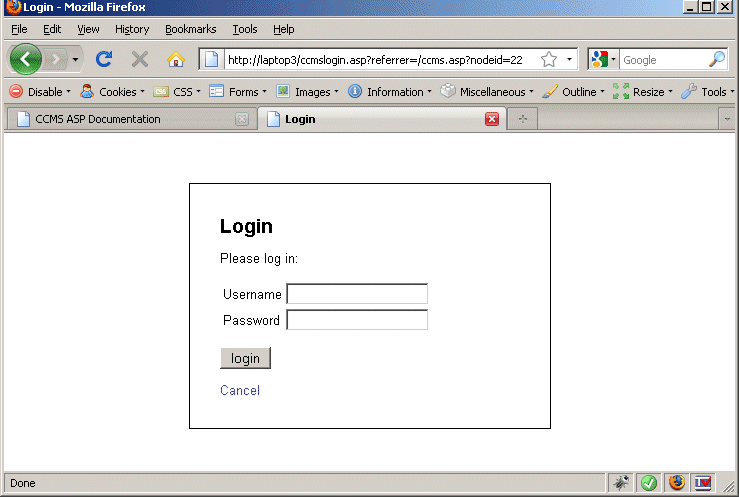 Login - Mozilla Firefox
File Edit View History Bookmarks Tools Help
http://laptop3/ccmslogin.asp?referrer=/ccms.asp?nodeid=22 Google
Disable Cookies CSS Forms Images Information Miscellaneous Outline Resize Tools
CCMS ASP Documentation Login
Login
Please log in:
Username
Password
login
Cancel
Done